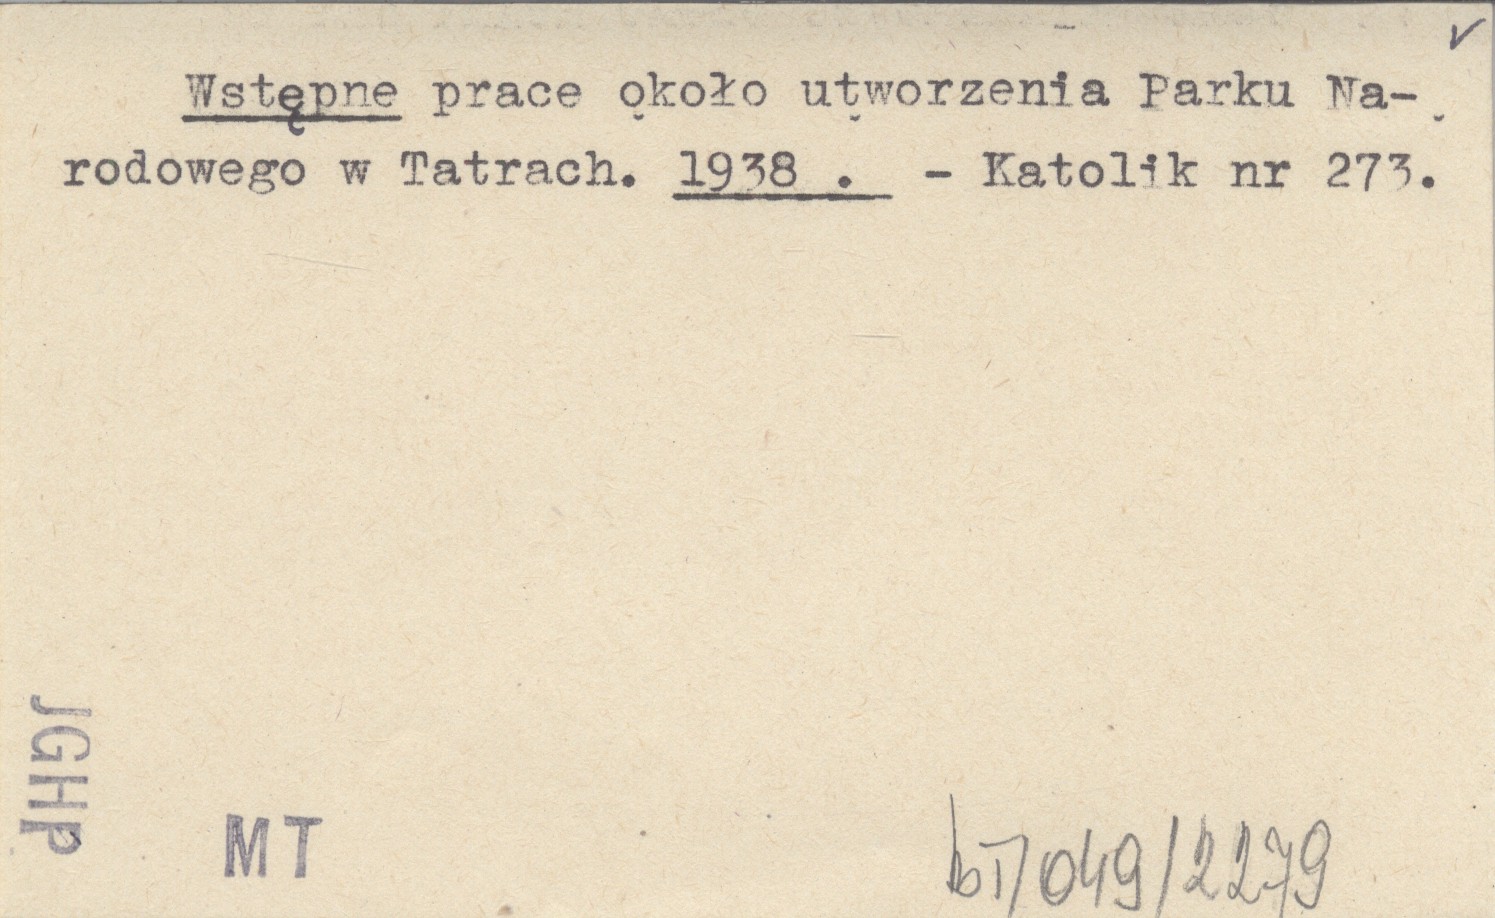 Wstępne prace około utworzenia Parku Na-
rodowego w Tatrach. 1938 . - Katolik nr 273.
JGHP
MT
bT/049/2279